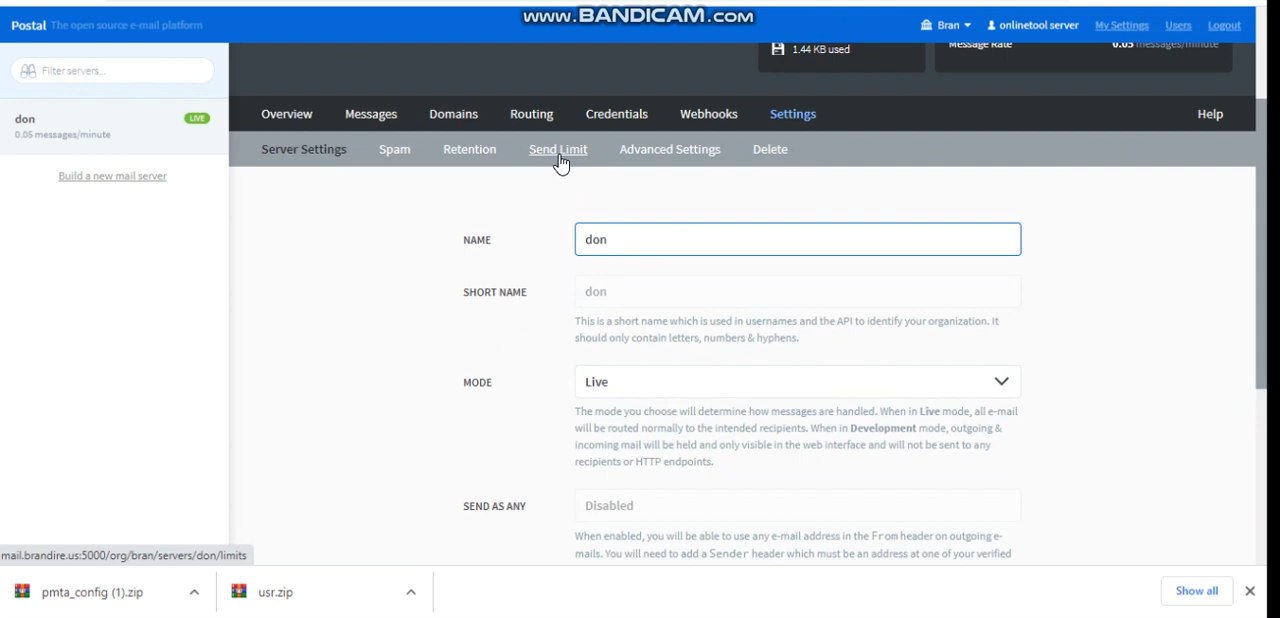 www.BANDICAM.com
Postal The open source e-mail platform
Bran
onlinetool server
My Settings
Users
Logout
Filter servers...
1.44 KB used
Message Rate
0.05 messages/minute
don
LIVE
0.05 messages/minute
Build a new mail server
Overview
Messages
Domains
Routing
Credentials
Webhooks
Settings
Help
Server Settings
Spam
Retention
Send Limit
Advanced Settings
Delete
NAME
don
SHORT NAME
don
This is a short name which is used in usernames and the API to identify your organization. It
should only contain letters, numbers & hyphens.
MODE
Live
The mode you choose will determine how messages are handled. When in Live mode, all e-mail
will be routed normally to the intended recipients. When in Development mode, outgoing &
incoming mail will be held and only visible in the web interface and will not be sent to any
recipients or HTTP endpoints.
SEND AS ANY
Disabled
When enabled, you will be able to use any e-mail address in the From header on outgoing e-
mails. You will need to add a Sender header which must be an address at one of your verified
mail.brandire.us:5000/org/bran/servers/don/limits
pmta_config (1).zip
usr.zip
Show all